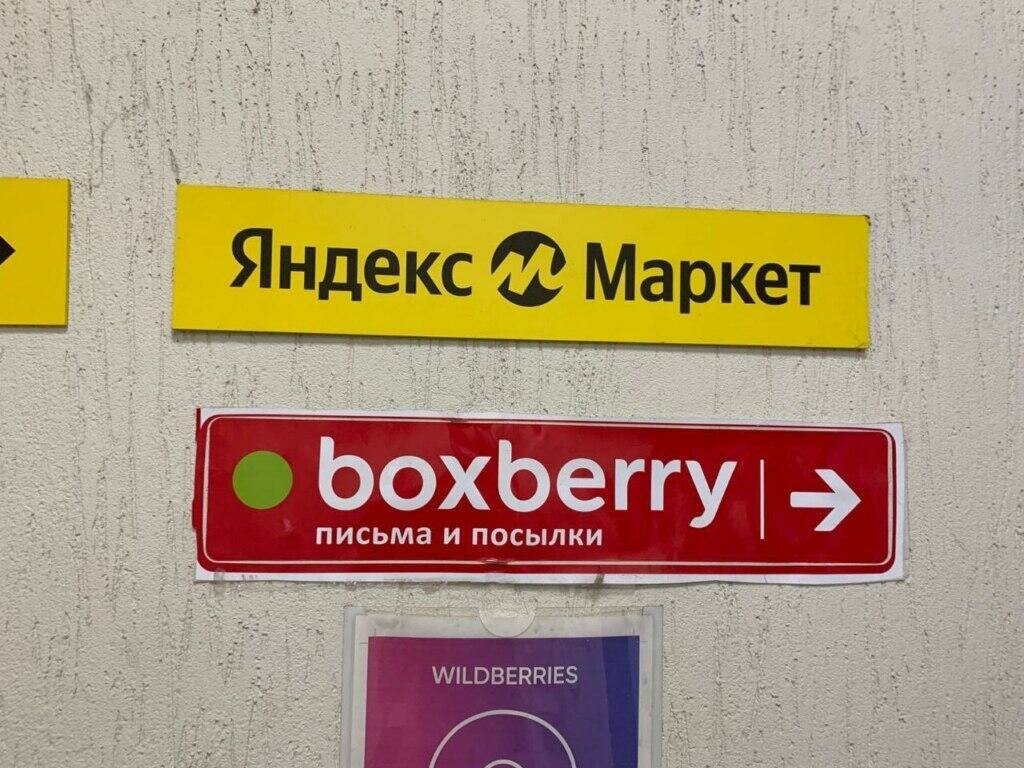 Яндекс Маркет
boxberry
письма и посылки
WILDBERRIES